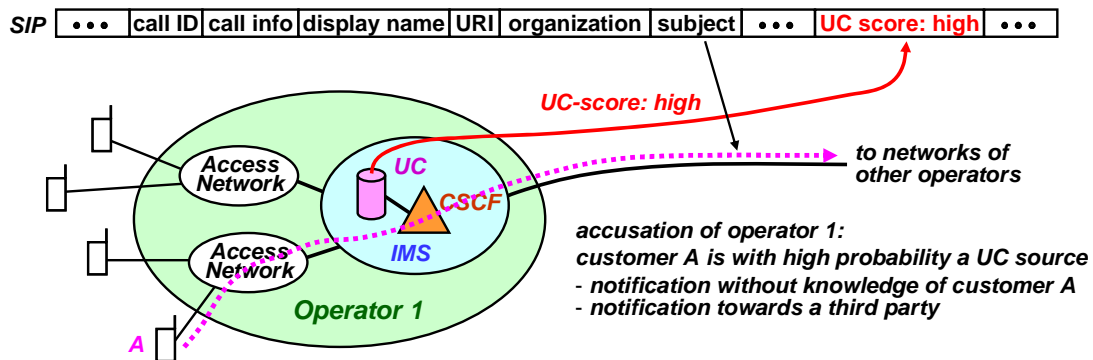 SIP ••• call ID call info display name URI organization subject ••• UC score: high •••
UC-score: high
to networks of
other operators
Access
Network
UC
CSCF
IMS
Access
Network
Operator 1
A
accusation of operator 1:
customer A is with high probability a UC source
- notification without knowledge of customer A
- notification towards a third party